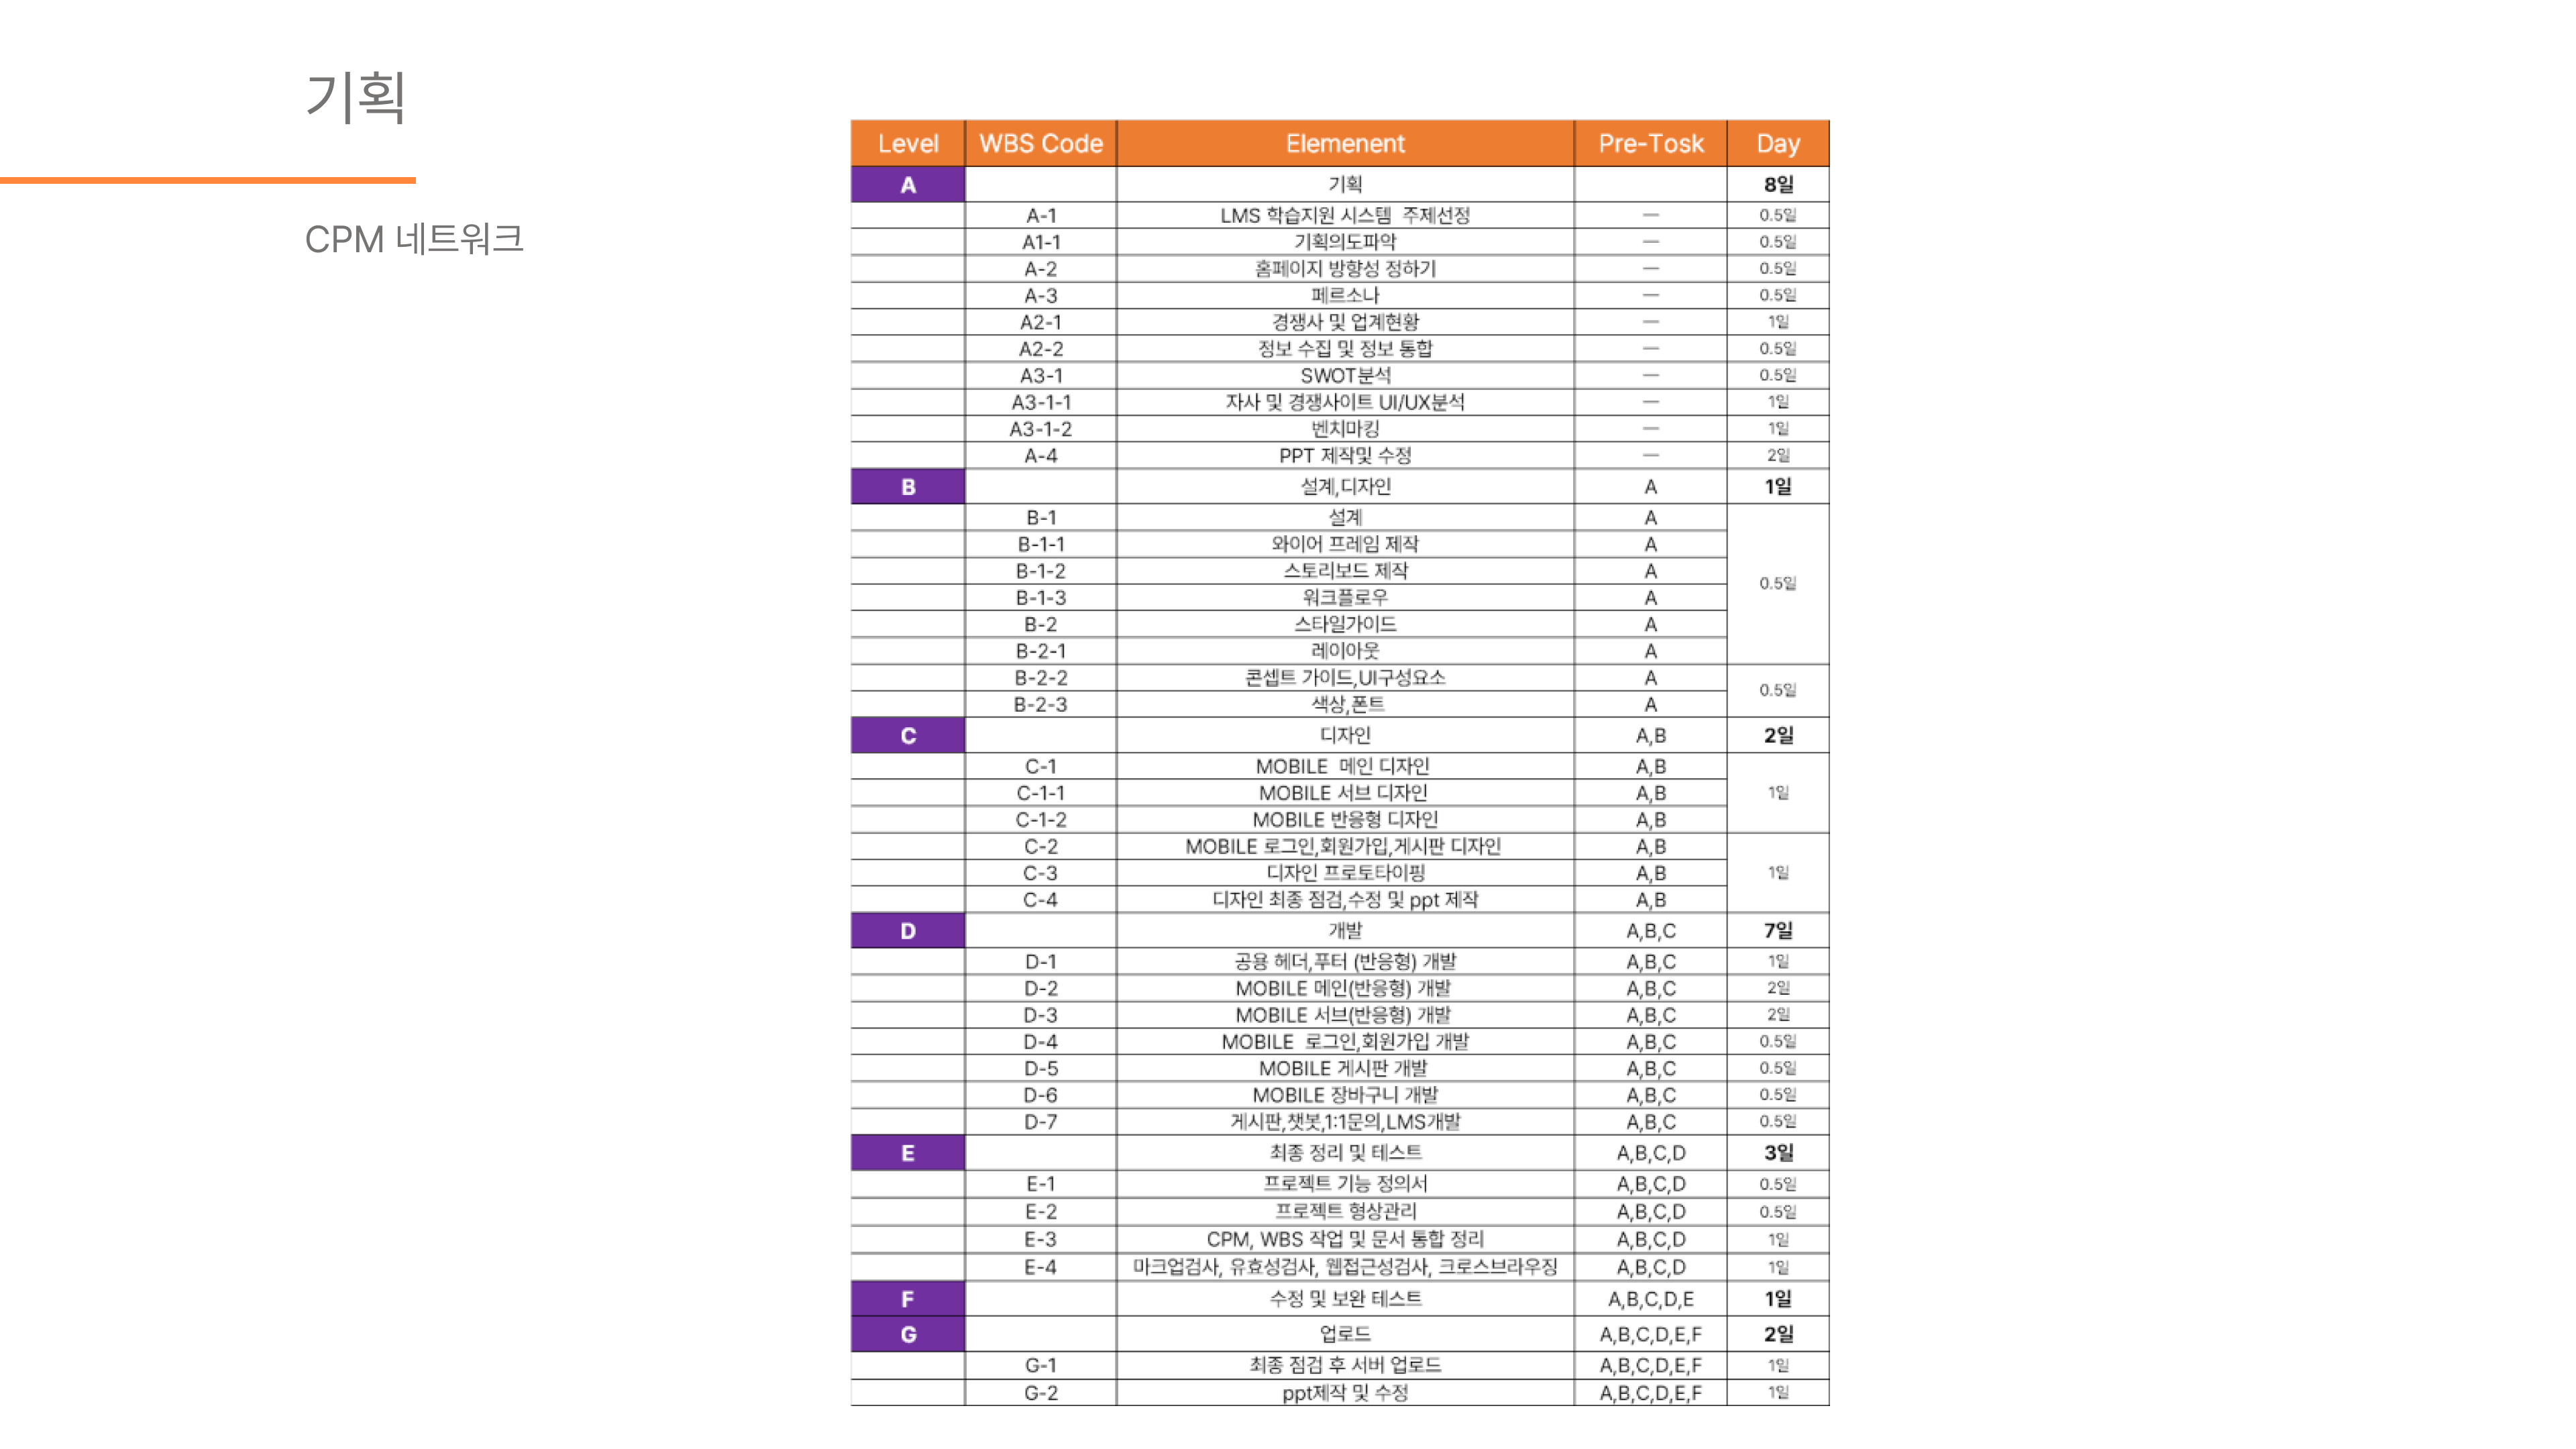 기획
CPM 네트워크
Level WBS Code Elemenent Pre-Tosk Day
A 기획 8일
A-1 LMS 학습지원 시스템 주제선정 — 0.5일
A1-1 기획의도파악 — 0.5일
A-2 홈페이지 방향성 정하기 — 0.5일
A-3 페르소나 — 0.5일
A2-1 경쟁사 및 업계현황 — 1일
A2-2 정보 수집 및 정보 통합 — 0.5일
A3-1 SWOT분석 — 0.5일
A3-1-1 자사 및 경쟁사이트 UI/UX분석 — 1일
A3-1-2 벤치마킹 — 1일
A-4 PPT 제작및 수정 — 2일
B 설계,디자인 A 1일
B-1 설계 A
B-1-1 와이어 프레임 제작 A
B-1-2 스토리보드 제작 A
0.5일
B-1-3 워크플로우 A
B-2 스타일가이드 A
B-2-1 레이아웃 A
B-2-2 콘셉트 가이드,UI구성요소 A
0.5일
B-2-3 색상,폰트 A
C 디자인 A,B 2일
C-1 MOBILE 메인 디자인 A,B
C-1-1 MOBILE 서브 디자인 A,B 1일
C-1-2 MOBILE 반응형 디자인 A,B
C-2 MOBILE 로그인,회원가입,게시판 디자인 A,B
C-3 디자인 프로토타이핑 A,B 1일
C-4 디자인 최종 점검,수정 및 ppt 제작 A,B
D 개발 A,B,C 7일
D-1 공용 헤더,푸터 (반응형) 개발 A,B,C 1일
D-2 MOBILE 메인(반응형) 개발 A,B,C 2일
D-3 MOBILE 서브(반응형) 개발 A,B,C 2일
D-4 MOBILE 로그인,회원가입 개발 A,B,C 0.5일
D-5 MOBILE 게시판 개발 A,B,C 0.5일
D-6 MOBILE 장바구니 개발 A,B,C 0.5일
D-7 게시판,챗봇,1:1문의,LMS개발 A,B,C 0.5일
E 최종 정리 및 테스트 A,B,C,D 3일
E-1 프로젝트 기능 정의서 A,B,C,D 0.5일
E-2 프로젝트 형상관리 A,B,C,D 0.5일
E-3 CPM, WBS 작업 및 문서 통합 정리 A,B,C,D 1일
E-4 마크업검사, 유효성검사, 웹접근성검사, 크로스브라우징 A,B,C,D 1일
F 수정 및 보완 테스트 A,B,C,D,E 1일
G 업로드 A,B,C,D,E,F 2일
G-1 최종 점검 후 서버 업로드 A,B,C,D,E,F 1일
G-2 ppt제작 및 수정 A,B,C,D,E,F 1일